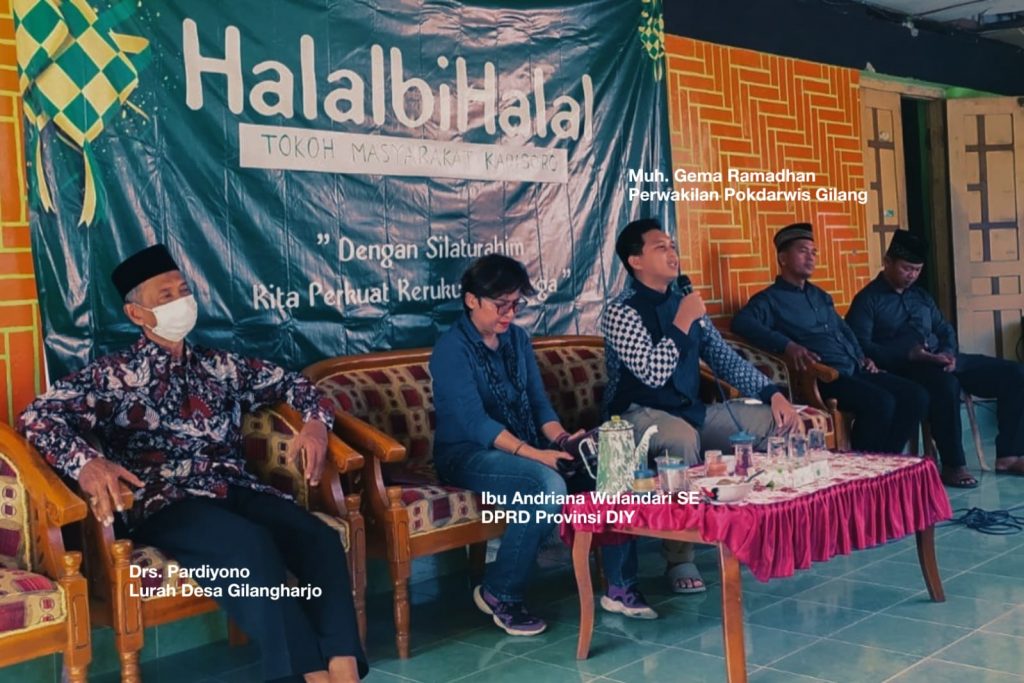 HalalbiHalal
TOKOH MASYARAKAT KARIGORO
" Dengan Silaturahim
Kita Perkuat
Muh. Gema Ramadhan
Perwakilan Pokdarwis Gilang
Ibu Andriana Wulandari SE
DPRD Provinsi DIY
Drs. Pardiyono
Lurah Desa Gilangharjo